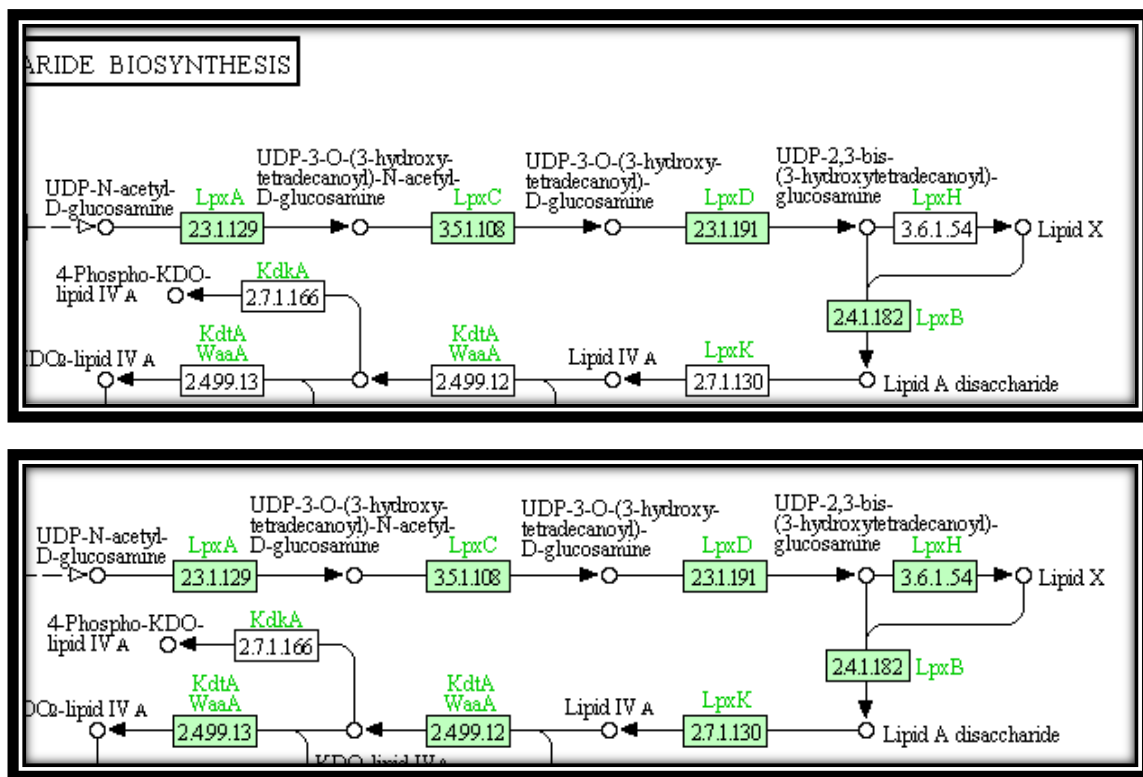 ARIDE BIOSYNTHESIS
UDP-N-acetyl-
D-glucosamine
LpxA
2.3.1.129
UDP-3-O-(3-hydroxy-
tetradecanoyl)-N-acetyl-
D-glucosamine
LpxC
3.5.1.108
UDP-3-O-(3-hydroxy-
tetradecanoyl)-
D-glucosamine
LpxD
2.3.1.191
UDP-2,3-bis-
(3-hydroxytetradecanoyl)-
glucosamine
LpxH
3.6.1.54
Lipid X
4-Phospho-KDO-
lipid IV A
KdkA
2.7.1.166
2.4.1.182
LpxB
DO2-lipid IV A
KdtA
WaaA
2.4.99.13
KdtA
WaaA
2.4.99.12
Lipid IV A
LpxK
2.7.1.130
Lipid A disaccharide
UDP-N-acetyl-
D-glucosamine
LpxA
2.3.1.129
UDP-3-O-(3-hydroxy-
tetradecanoyl)-N-acetyl-
D-glucosamine
LpxC
3.5.1.108
UDP-3-O-(3-hydroxy-
tetradecanoyl)-
D-glucosamine
LpxD
2.3.1.191
UDP-2,3-bis-
(3-hydroxytetradecanoyl)-
glucosamine
LpxH
3.6.1.54
Lipid X
4-Phospho-KDO-
lipid IV A
KdkA
2.7.1.166
2.4.1.182
LpxB
DO2-lipid IV A
KdtA
WaaA
2.4.99.13
KdtA
WaaA
2.4.99.12
Lipid IV A
LpxK
2.7.1.130
Lipid A disaccharide
KDO-lipid IV A